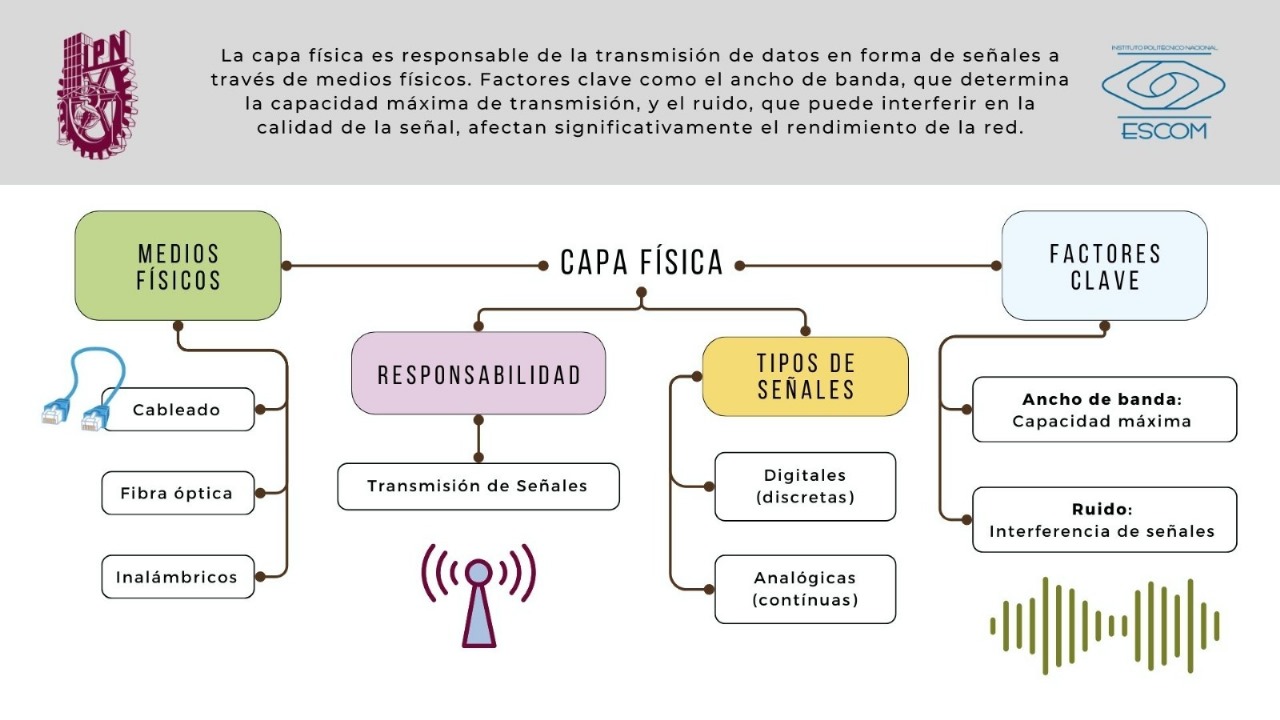 IPN
La capa física es responsable de la transmisión de datos en forma de señales a
través de medios físicos. Factores clave como el ancho de banda, que determina
la capacidad máxima de transmisión, y el ruido, que puede interferir en la
calidad de la señal, afectan significativamente el rendimiento de la red.
INSTITUTO POLITÉCNICO NACIONAL
ESCOM
CAPA FÍSICA
MEDIOS
FÍSICOS
Cableado
Fibra óptica
Inalámbricos
RESPONSABILIDAD
Transmisión de Señales
TIPOS DE
SEÑALES
Digitales
(discretas)
Analógicas
(contínuas)
FACTORES
CLAVE
Ancho de banda:
Capacidad máxima
Ruido:
Interferencia de señales